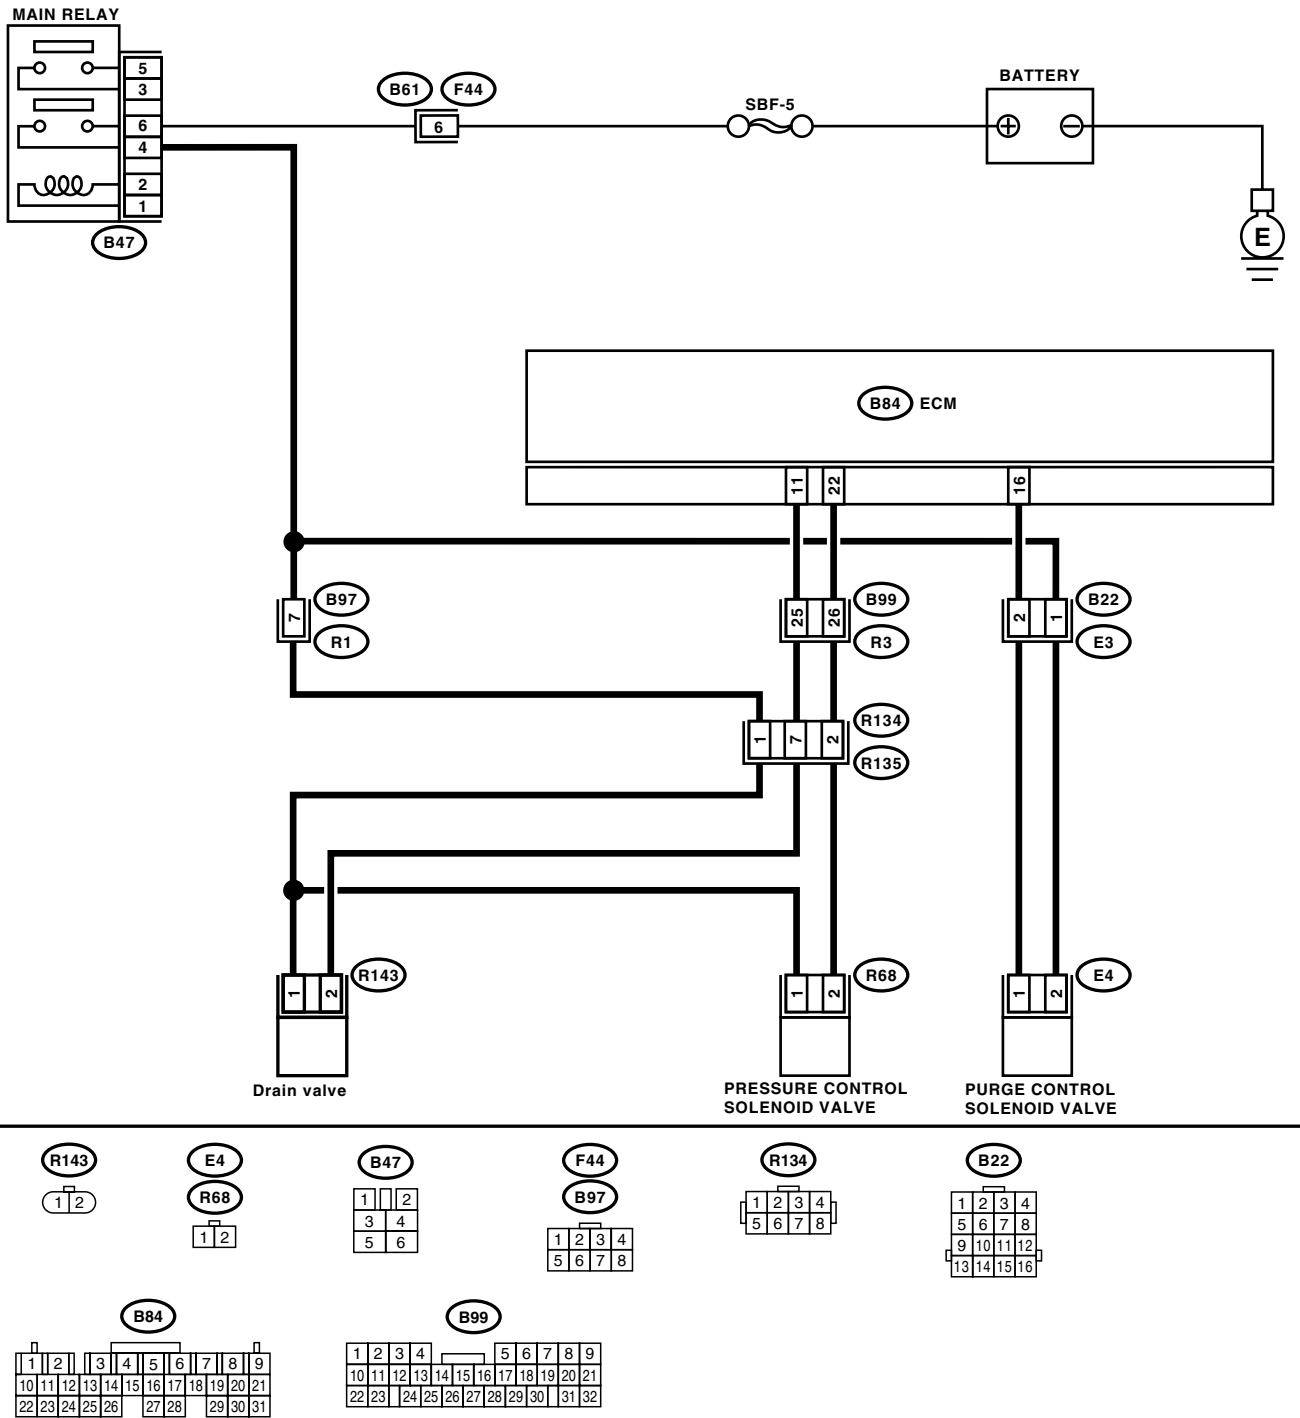 MAIN RELAY
5
3
6
4
2
1
B47
B61 F44
6
SBF-5
BATTERY
+ −
E
B84 ECM
11 22 16
7
B97
R1
25 26
B99
R3
2 1
B22
E3
1 7 2
R134
R135
1 2
R143
1 2
R68
1 2
E4
Drain valve
PRESSURE CONTROL
SOLENOID VALVE
PURGE CONTROL
SOLENOID VALVE
R143
1 2
E4
R68
1 2
B47
1 2
3 4
5 6
F44
B97
1 2 3 4
5 6 7 8
R134
1 2 3 4
5 6 7 8
B22
1 2 3 4
5 6 7 8
9 10 11 12
13 14 15 16
B84
1 2 3 4 5 6 7 8 9
10 11 12 13 14 15 16 17 18 19 20 21
22 23 24 25 26 27 28 29 30 31
B99
1 2 3 4 5 6 7 8 9
10 11 12 13 14 15 16 17 18 19 20 21
22 23 24 25 26 27 28 29 30 31 32